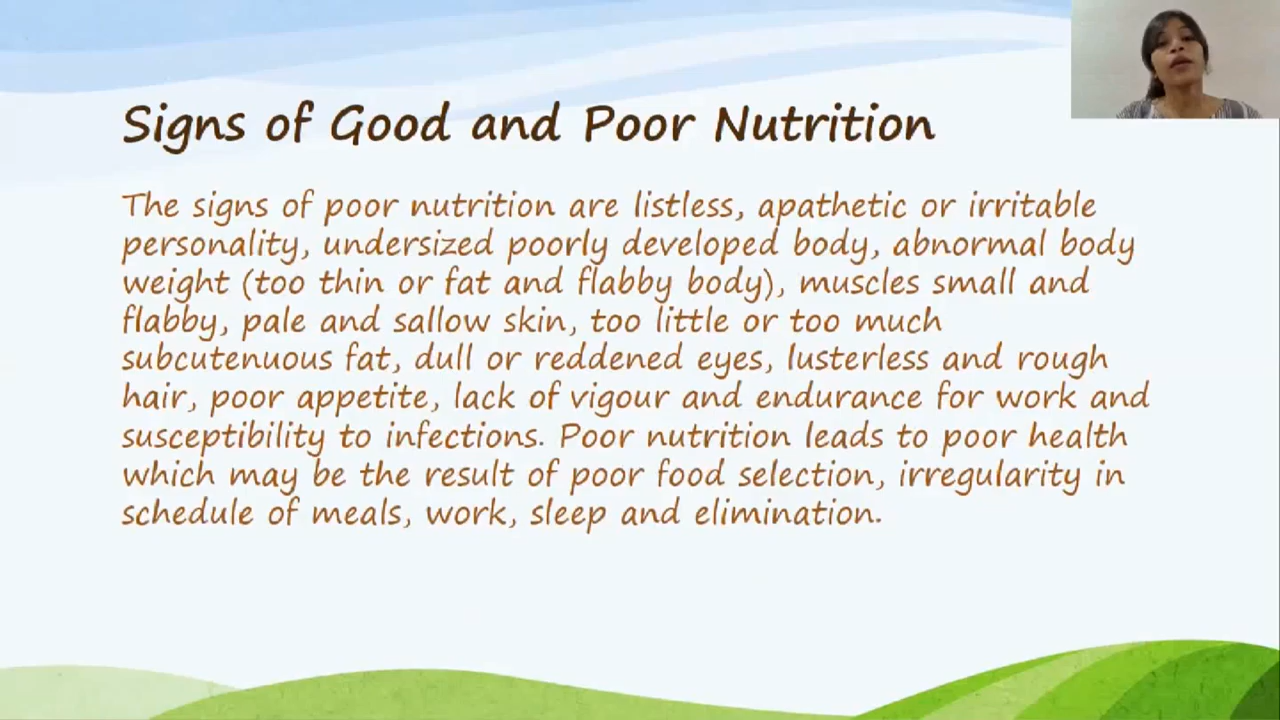 Signs of Good and Poor Nutrition
The signs of poor nutrition are listless, apathetic or irritable
personality, undersized poorly developed body, abnormal body
weight (too thin or fat and flabby body), muscles small and
flabby, pale and sallow skin, too little or too much
subcutenuous fat, dull or reddened eyes, lusterless and rough
hair, poor appetite, lack of vigour and endurance for work and
susceptibility to infections. Poor nutrition leads to poor health
which may be the result of poor food selection, irregularity in
schedule of meals, work, sleep and elimination.